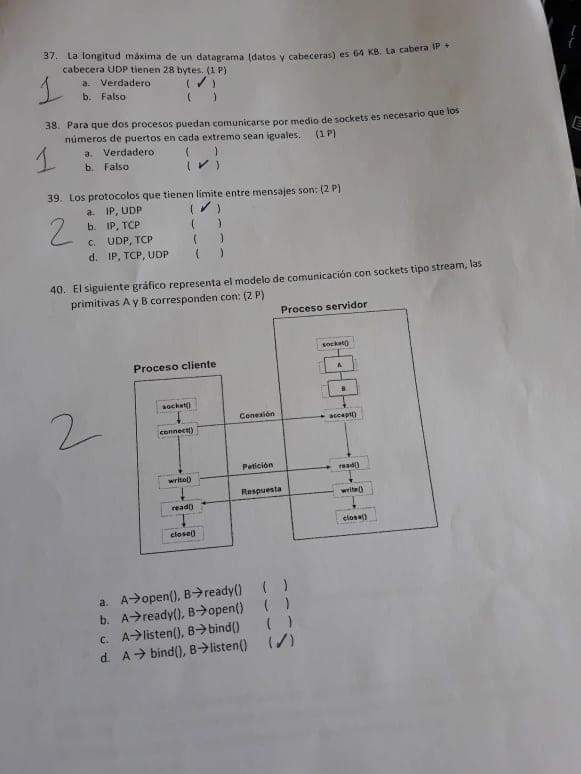 37. La longitud máxima de un datagrama (datos y cabeceras) es 64 KB. La cabera IP +
cabecera UDP tienen 28 bytes. (1 P)
1
a. Verdadero ( ✓ )
b. Falso ( )
38. Para que dos procesos puedan comunicarse por medio de sockets es necesario que los
números de puertos en cada extremo sean iguales. (1 P)
1
a. Verdadero ( )
b. Falso ( ✓ )
39. Los protocolos que tienen límite entre mensajes son: (2 P)
2
a. IP, UDP ( ✓ )
b. IP, TCP ( )
c. UDP, TCP ( )
d. IP, TCP, UDP ( )
40. El siguiente gráfico representa el modelo de comunicación con sockets tipo stream, las
primitivas A y B corresponden con: (2 P)
2
Proceso servidor
socket()
A
B
accept()
read()
write()
close()
Proceso cliente
socket()
connect()
write()
read()
close()
Conexión
Petición
Respuesta
a. A→open(), B→ready() ( )
b. A→ready(), B→open() ( )
c. A→listen(), B→bind() ( )
d. A→ bind(), B→listen() (✓)